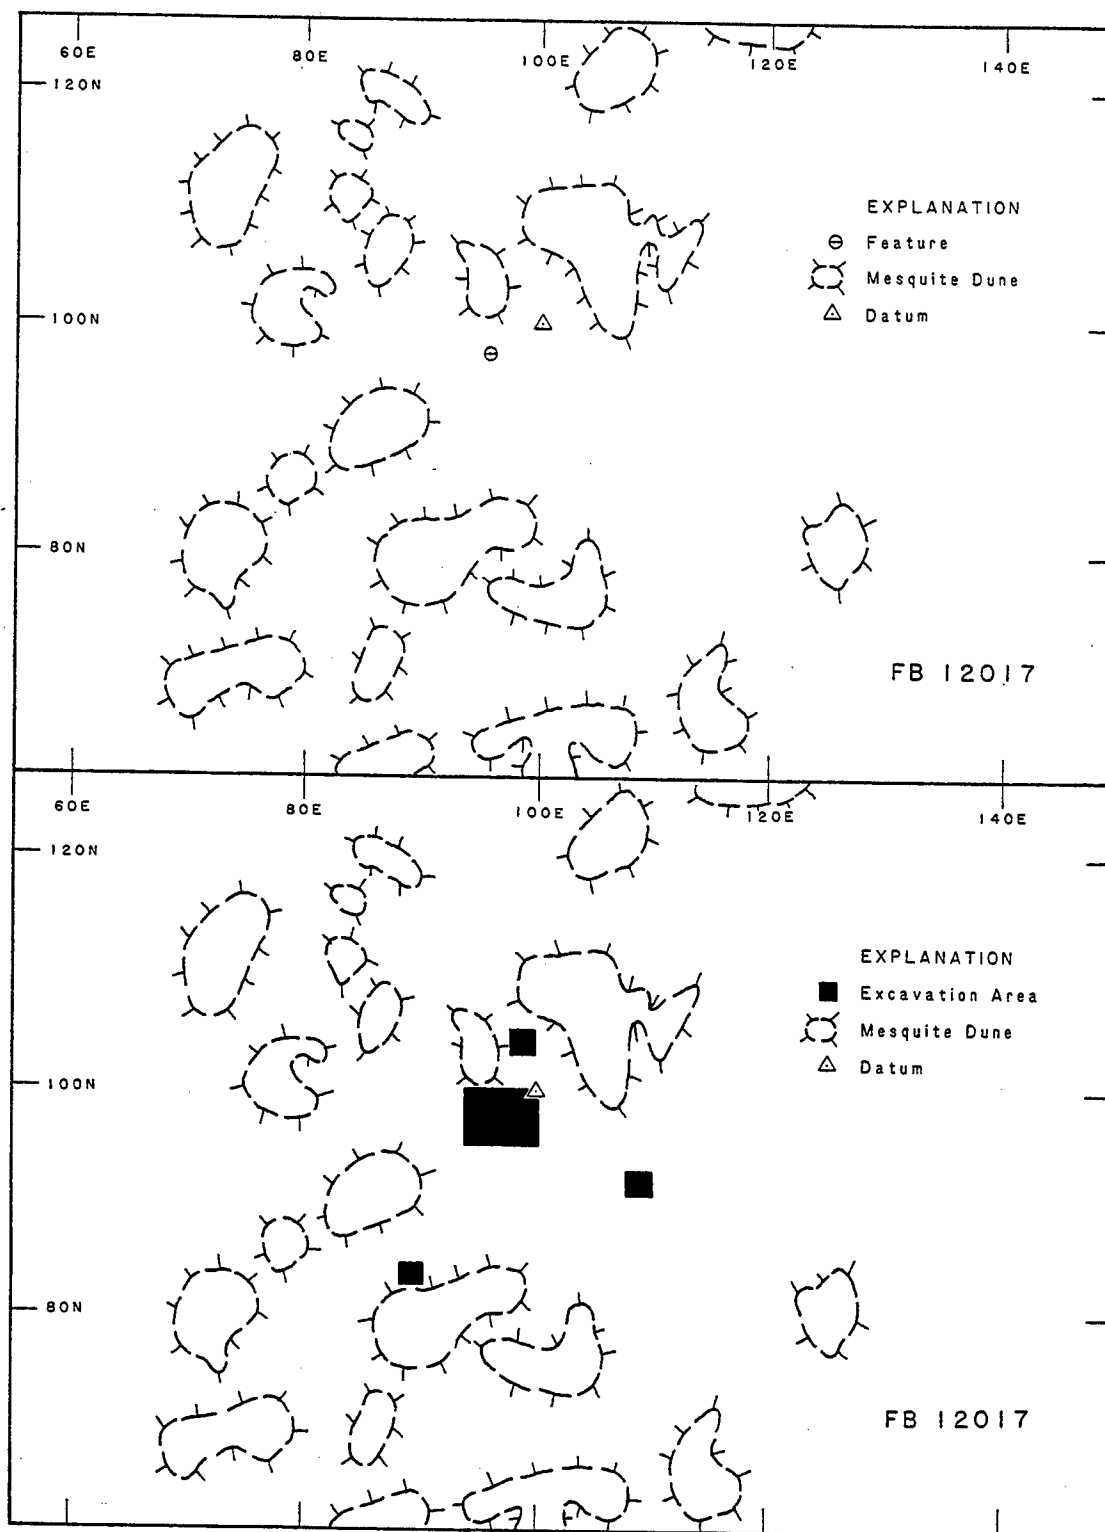 60E 80E 100E 120E 140E
120N
EXPLANATION
Feature
Mesquite Dune
100N
Datum
80N
FB 12017
60E 80E 100E 120E 140E
120N
EXPLANATION
Excavation Area
Mesquite Dune
Datum
100N
80N
FB 12017